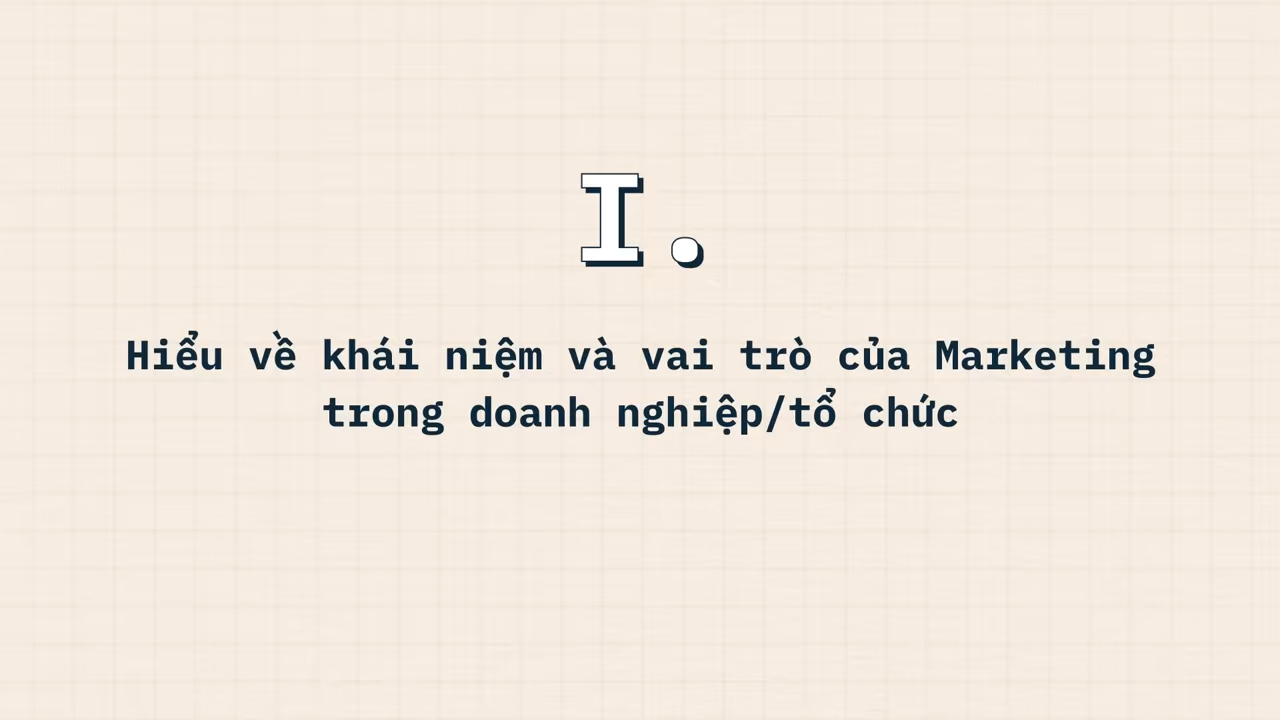 I.
Hiểu về khái niệm và vai trò của Marketing
trong doanh nghiệp/tổ chức